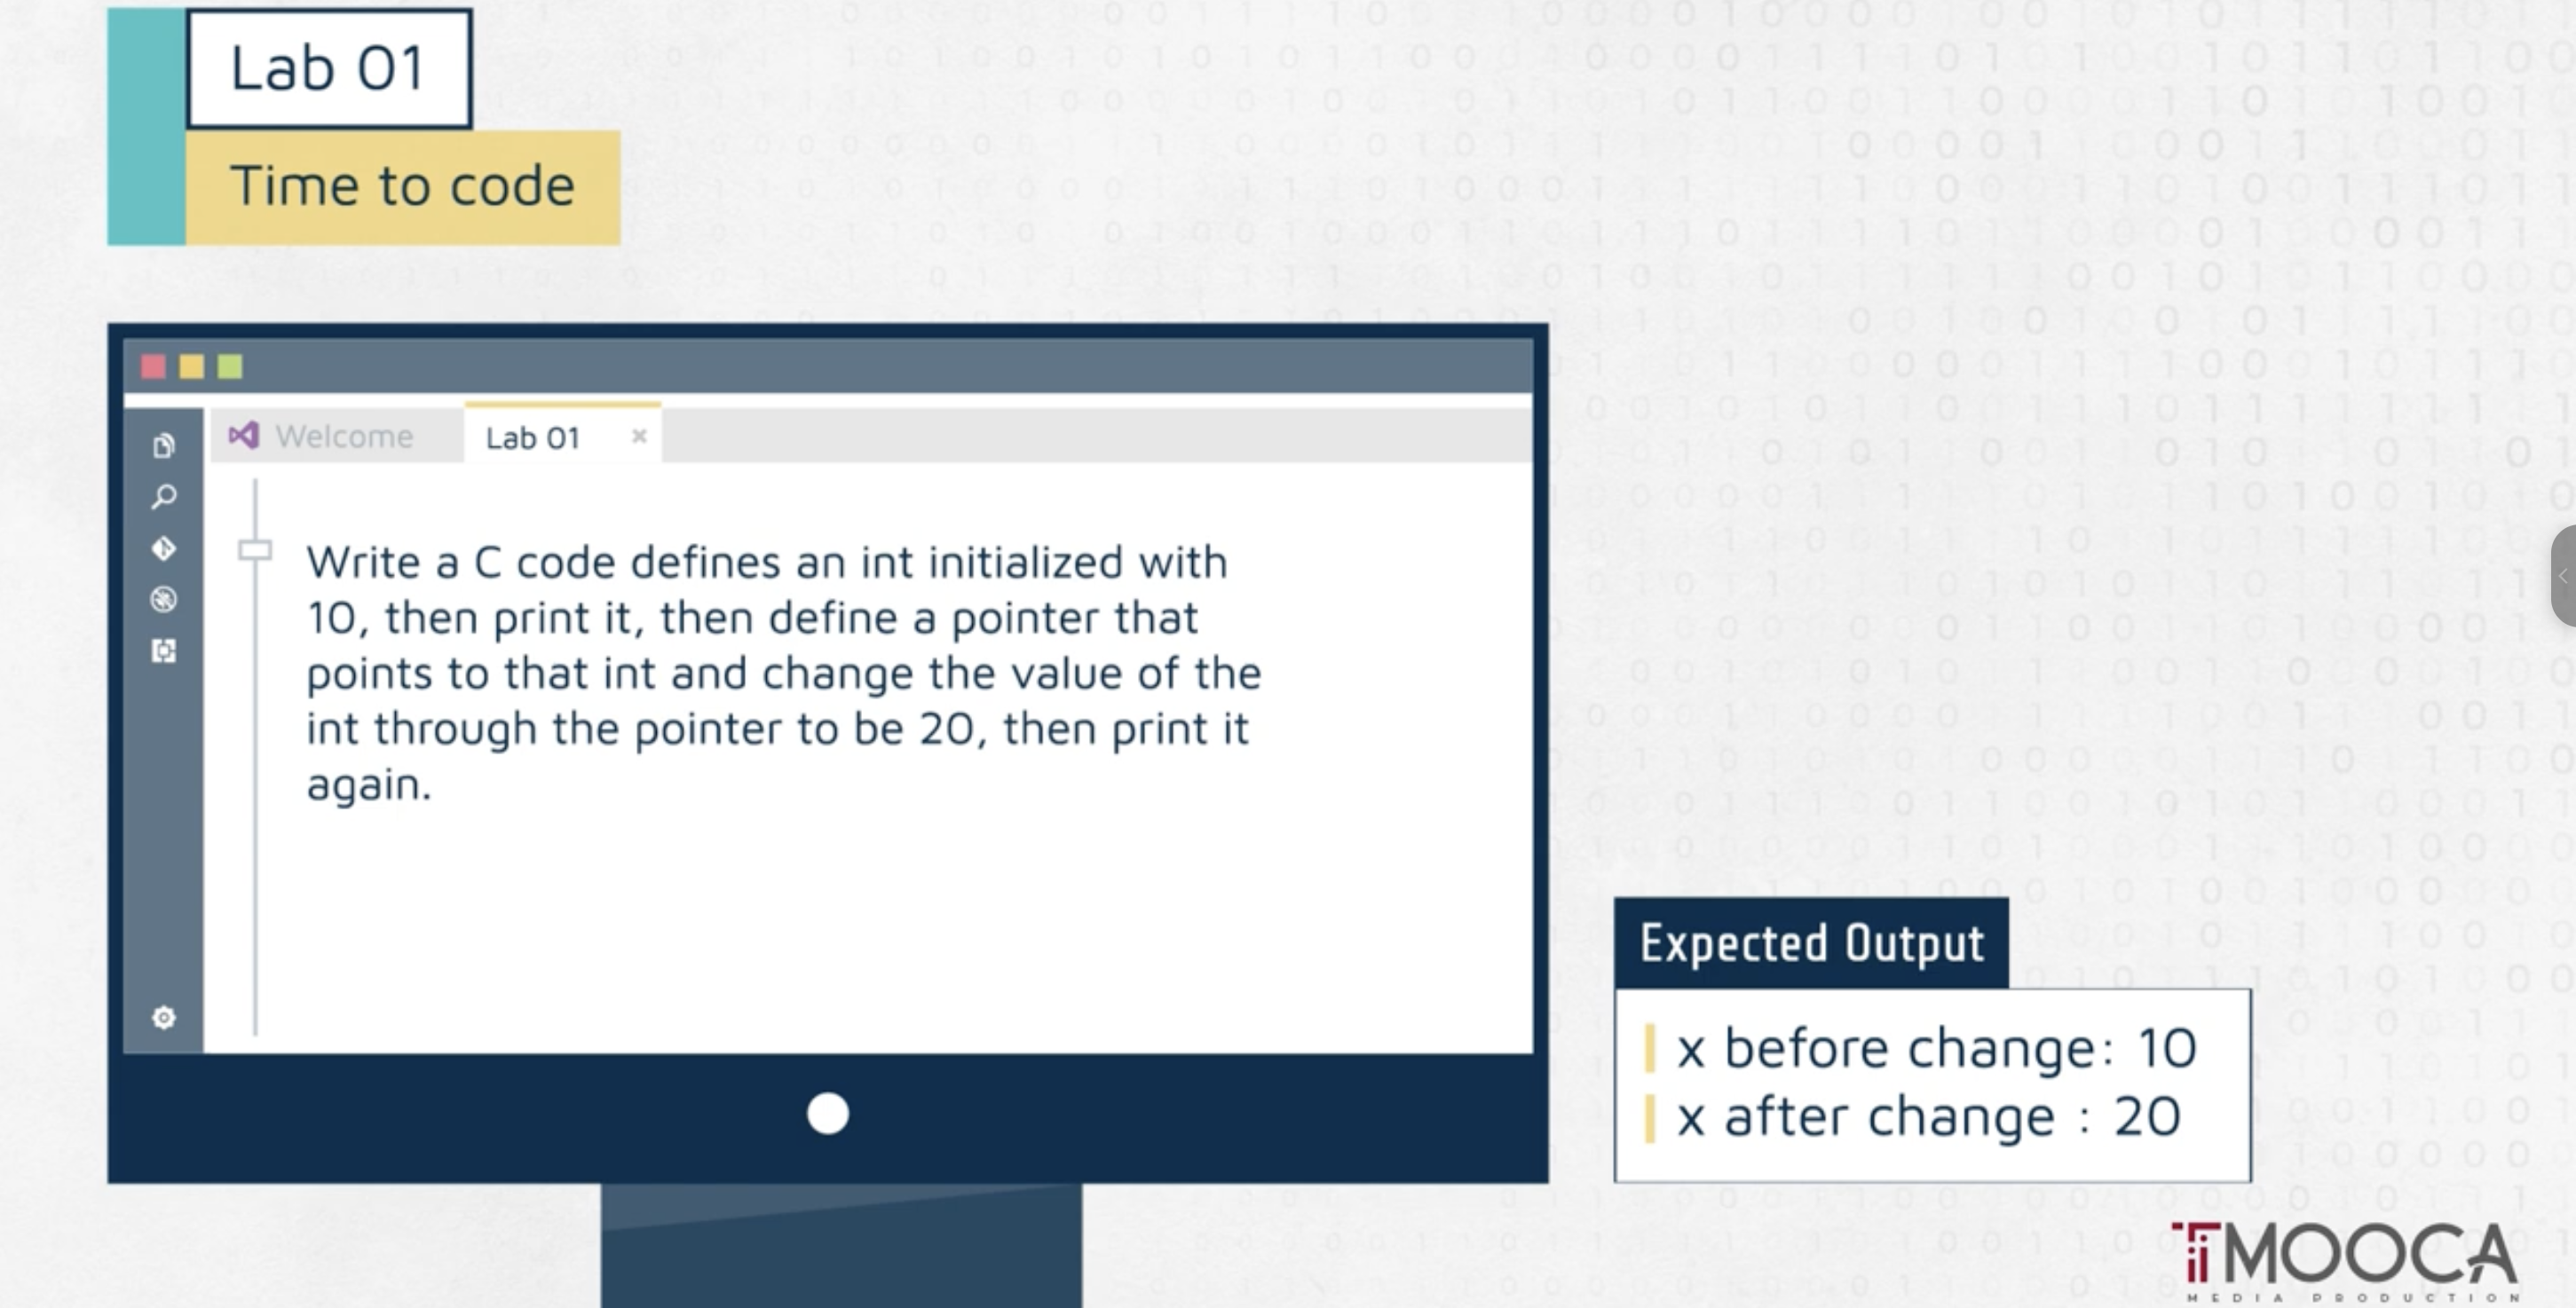 Lab 01
Time to code
Welcome
Lab 01
Write a C code defines an int initialized with
10, then print it, then define a pointer that
points to that int and change the value of the
int through the pointer to be 20, then print it
again.
Expected Output
x before change: 10
x after change : 20
iTiMOOCA
MEDIA PRODUCTION